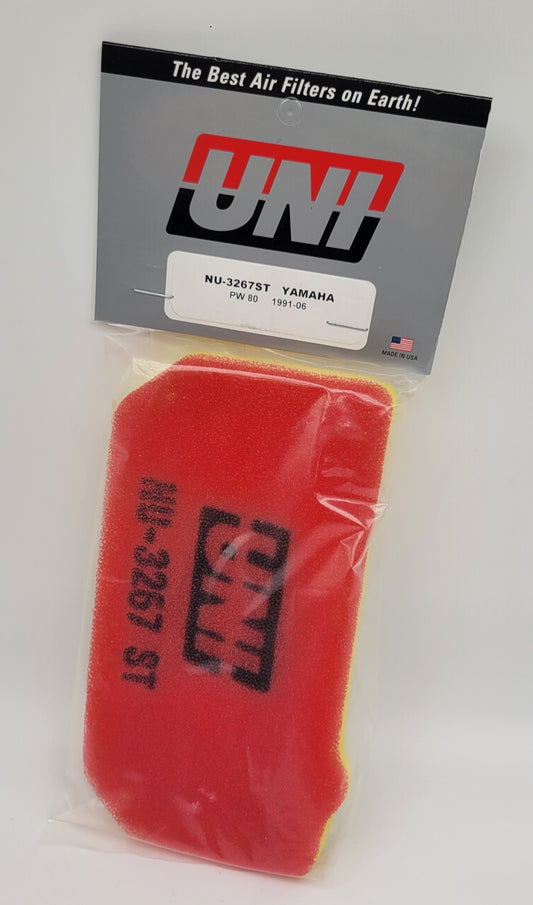 The Best Air Filters on Earth!
UNI
NU-3267ST YAMAHA
PW 80 1991-06
MADE IN USA
UNI
NU-3267 ST